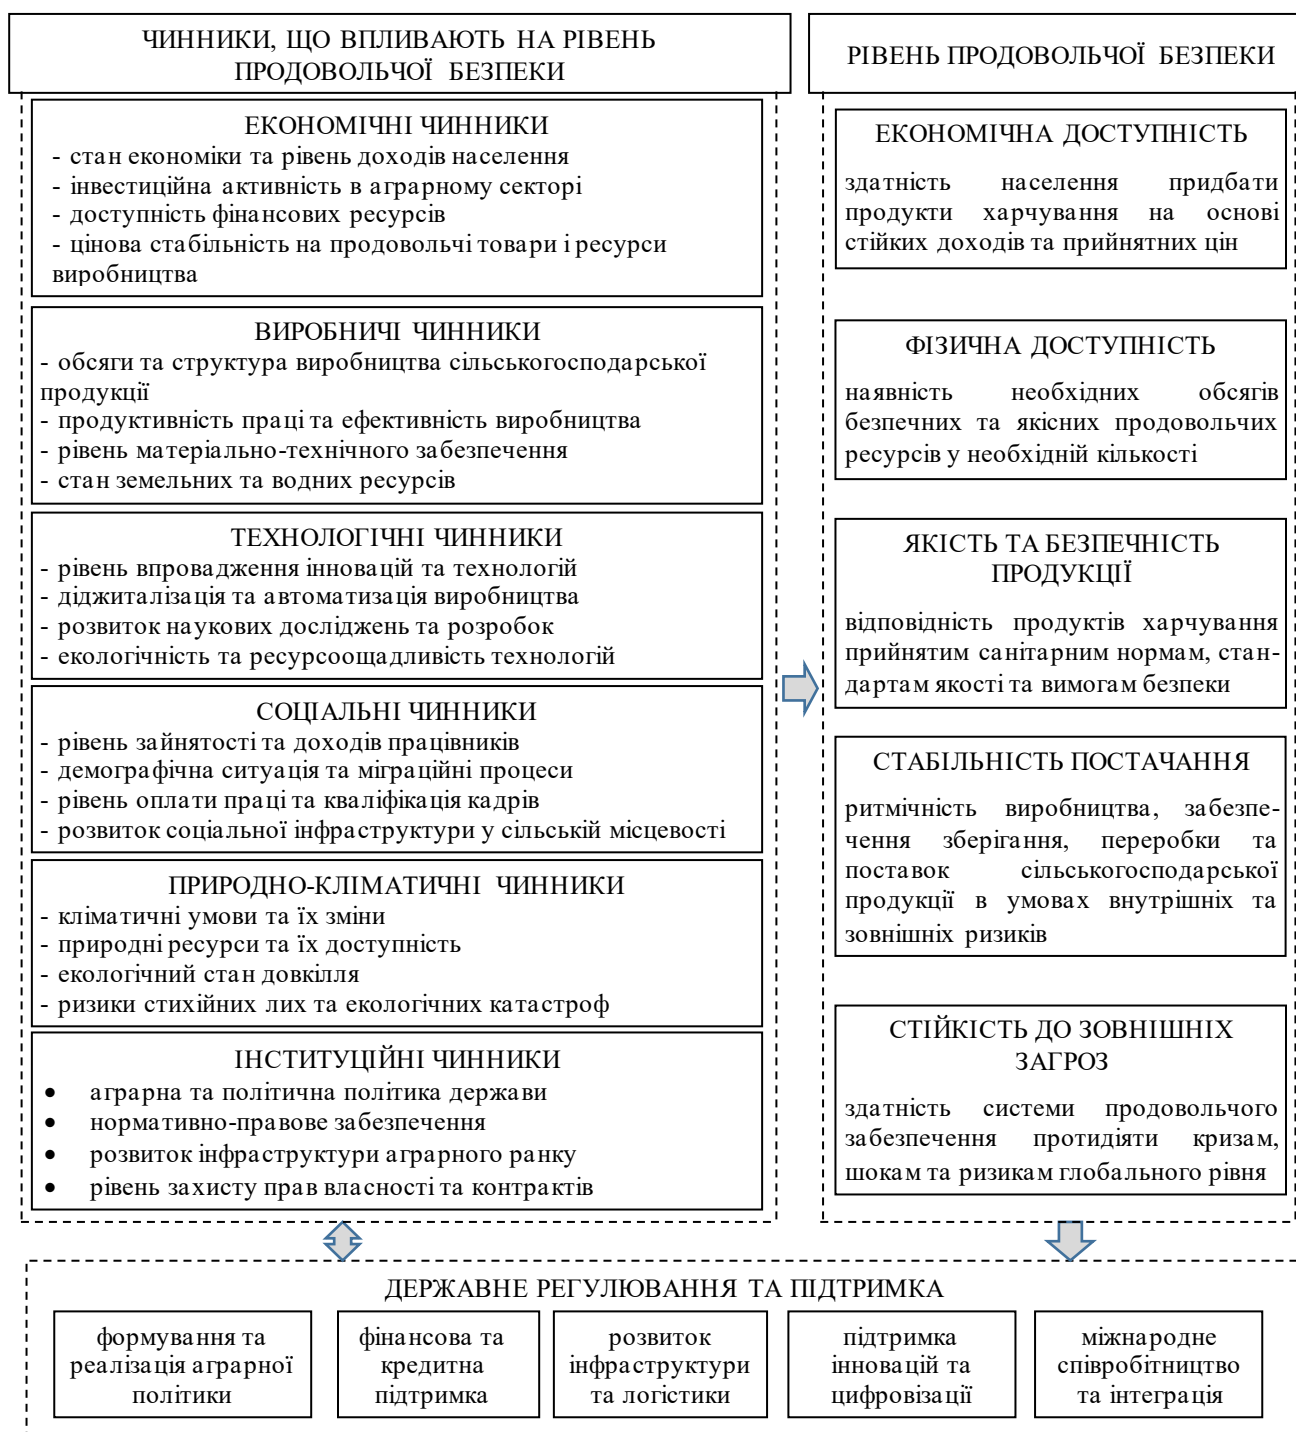 ЧИННИКИ, ЩО ВПЛИВАЮТЬ НА РІВЕНЬ
ПРОДОВОЛЬЧОЇ БЕЗПЕКИ
ЕКОНОМІЧНІ ЧИННИКИ
- стан економіки та рівень доходів населення
- інвестиційна активність в аграрному секторі
- доступність фінансових ресурсів
- цінова стабільність на продовольчі товари і ресурси
виробництва
ВИРОБНИЧІ ЧИННИКИ
- обсяги та структура виробництва сільськогосподарської
продукції
- продуктивність праці та ефективність виробництва
- рівень матеріально-технічного забезпечення
- стан земельних та водних ресурсів
ТЕХНОЛОГІЧНІ ЧИННИКИ
- рівень впровадження інновацій та технологій
- діджиталізація та автоматизація виробництва
- розвиток наукових досліджень та розробок
- екологічність та ресурсоощадливість технологій
СОЦІАЛЬНІ ЧИННИКИ
- рівень зайнятості та доходів працівників
- демографічна ситуація та міграційні процеси
- рівень оплати праці та кваліфікація кадрів
- розвиток соціальної інфраструктури у сільській місцевості
ПРИРОДНО-КЛІМАТИЧНІ ЧИННИКИ
- кліматичні умови та їх зміни
- природні ресурси та їх доступність
- екологічний стан довкілля
- ризики стихійних лих та екологічних катастроф
ІНСТИТУЦІЙНІ ЧИННИКИ
• аграрна та політична політика держави
• нормативно-правове забезпечення
• розвиток інфраструктури аграрного ранку
• рівень захисту прав власності та контрактів
РІВЕНЬ ПРОДОВОЛЬЧОЇ БЕЗПЕКИ
ЕКОНОМІЧНА ДОСТУПНІСТЬ
здатність населення придбати
продукти харчування на основі
стійких доходів та прийнятних цін
ФІЗИЧНА ДОСТУПНІСТЬ
наявність необхідних обсягів
безпечних та якісних продовольчих
ресурсів у необхідній кількості
ЯКІСТЬ ТА БЕЗПЕЧНІСТЬ
ПРОДУКЦІЇ
відповідність продуктів харчування
прийнятим санітарним нормам, стан-
дартам якості та вимогам безпеки
СТАБІЛЬНІСТЬ ПОСТАЧАННЯ
ритмічність виробництва, забезпе-
чення зберігання, переробки та
поставок сільськогосподарської
продукції в умовах внутрішніх та
зовнішніх ризиків
СТІЙКІСТЬ ДО ЗОВНІШНІХ
ЗАГРОЗ
здатність системи продовольчого
забезпечення протидіяти кризам,
шокам та ризикам глобального рівня
ДЕРЖАВНЕ РЕГУЛЮВАННЯ ТА ПІДТРИМКА
формування та
реалізація аграрної
політики
фінансова та
кредитна
підтримка
розвиток
інфраструктури
та логістики
підтримка
інновацій та
цифровізації
міжнародне
співробітництво
та інтеграція